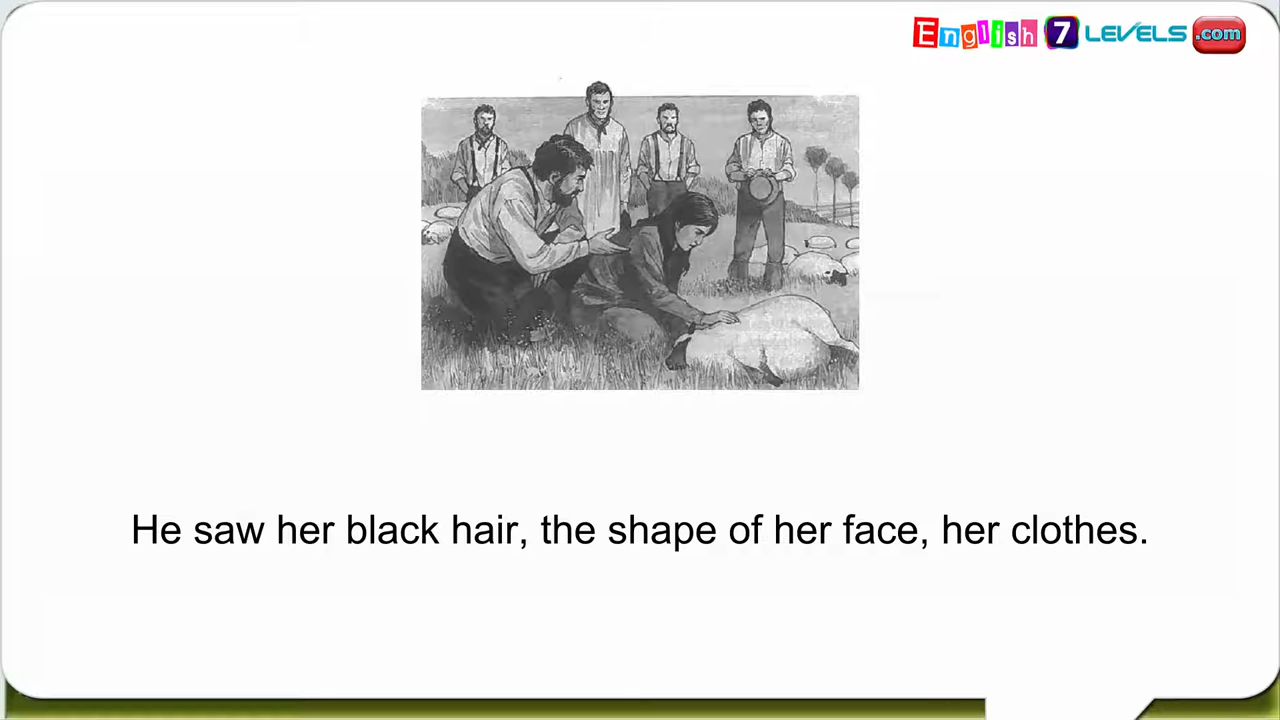 English 7 LEVELS .com
He saw her black hair, the shape of her face, her clothes.